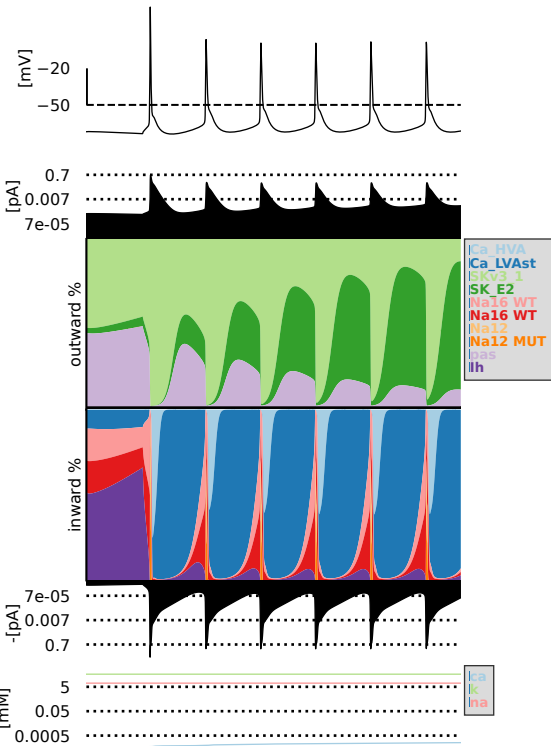 [mV]
−20
−50
[pA]
0.7
0.007
7e-05
outward %
Ca_HVA
Ca_LVAst
SKv3_1
SK_E2
Na16 WT
Na16 WT
Na12
Na12 MUT
pas
Ih
inward %
-[pA]
7e-05
0.007
0.7
[mM]
ca
k
na
5
0.05
0.0005